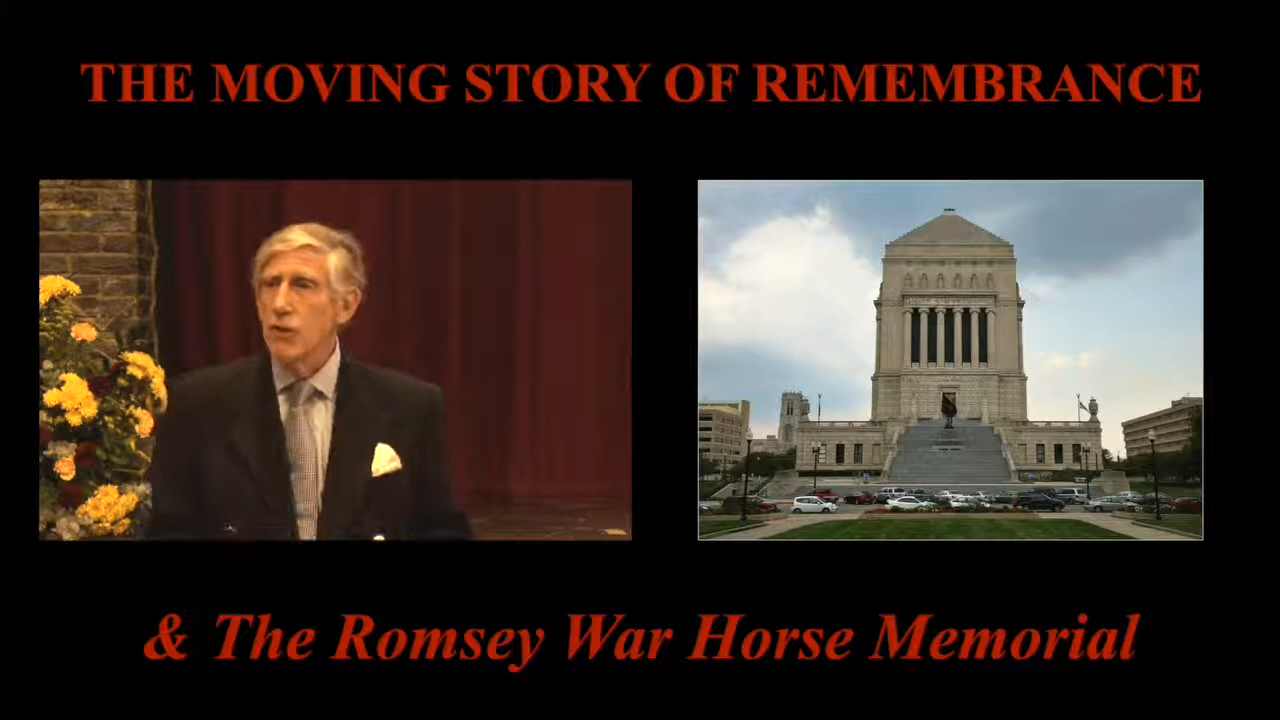 THE MOVING STORY OF REMEMBRANCE
& The Romsey War Horse Memorial